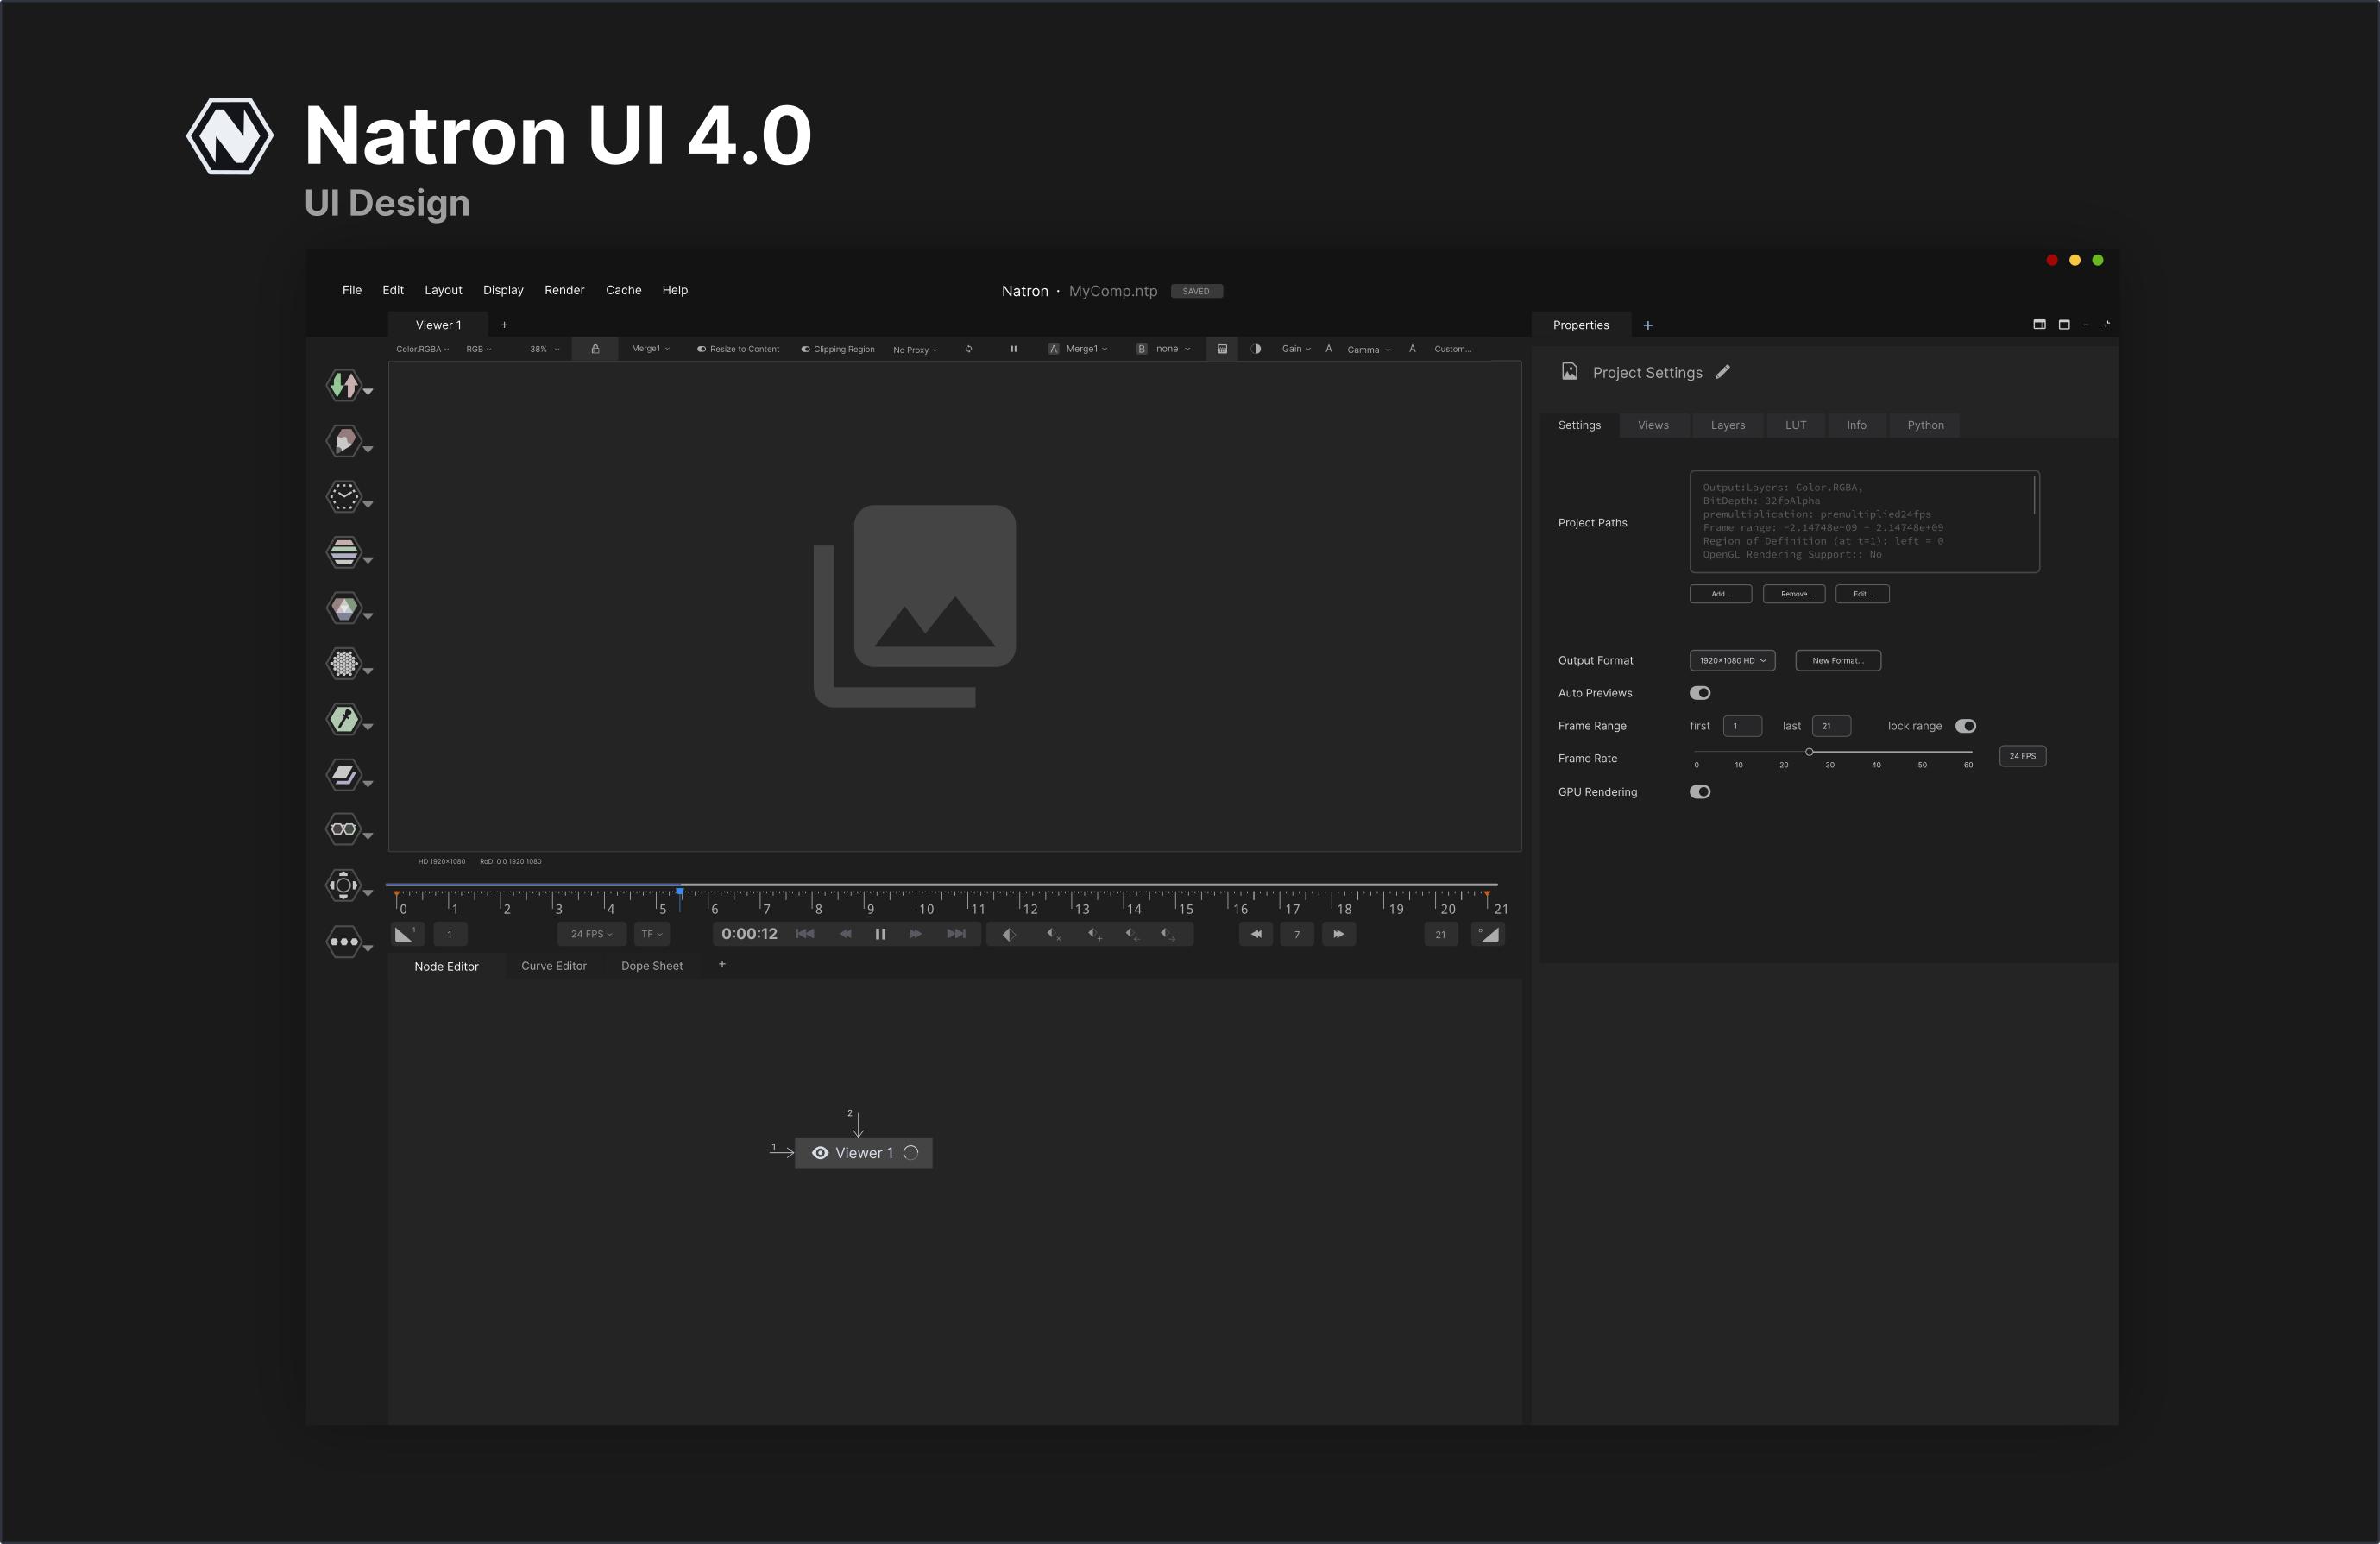 Natron UI 4.0
UI Design
File Edit Layout Display Render Cache Help
Natron · MyComp.ntp SAVED
Viewer 1 +
Properties +
Color.RGBA RGB 38% Merge1 Resize to Content Clipping Region No Proxy A Merge1 B none Gain A Gamma A Custom...
Project Settings
Settings Views Layers LUT Info Python
Project Paths
Output:Layers: Color.RGBA,
BitDepth: 32fpAlpha
premultiplication: premultiplied24fps
Frame range: -2.14748e+09 - 2.14748e+09
Region of Definition (at t=1): left = 0
OpenGL Rendering Support:: No
Add... Remove... Edit...
Output Format 1920x1080 HD New Format...
Auto Previews
Frame Range first 1 last 21 lock range
Frame Rate 24 FPS
0 10 20 30 40 50 60
GPU Rendering
HD 1920x1080 RoD: 0 0 1920 1080
0 1 2 3 4 5 6 7 8 9 10 11 12 13 14 15 16 17 18 19 20 21
1 1 24 FPS TF 0:00:12 7 21
Node Editor Curve Editor Dope Sheet +
2
1 Viewer 1